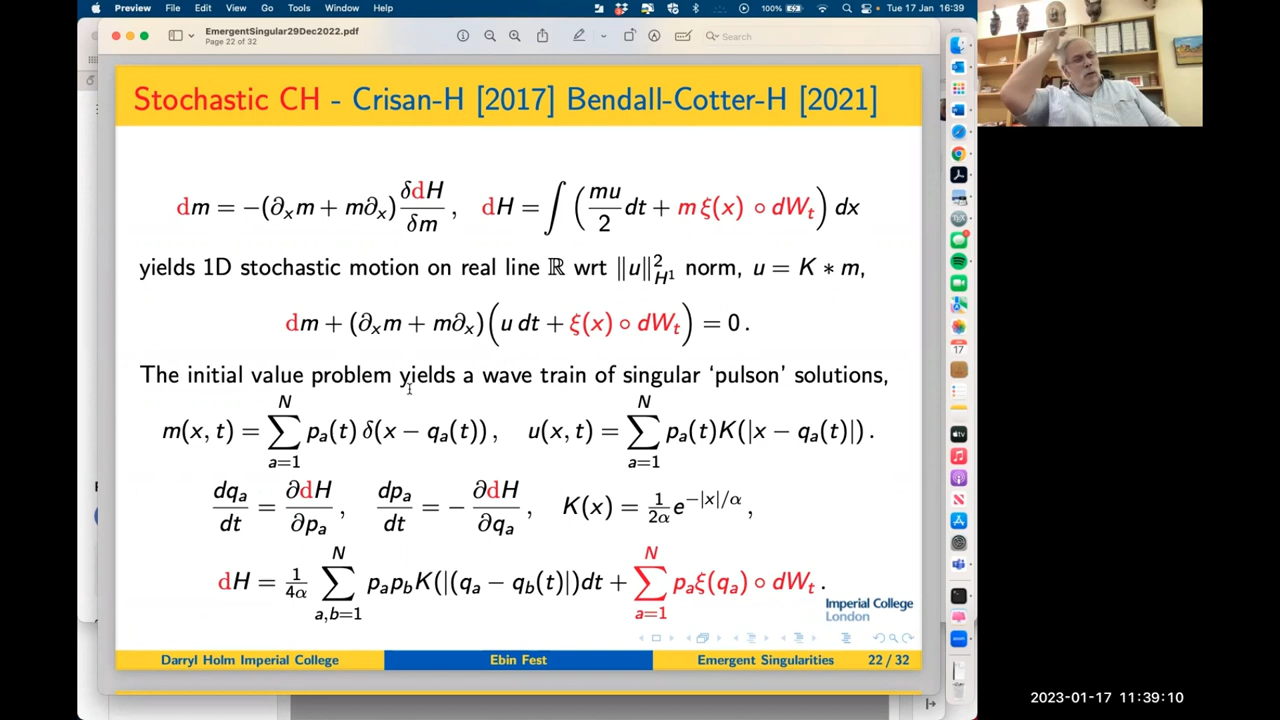 Preview File Edit View Go Tools Window Help 100% Tue 17 Jan 16:39
EmergentSingular29Dec2022.pdf
Page 22 of 32
Search
Stochastic CH - Crisan-H [2017] Bendall-Cotter-H [2021]
dm = −(∂ₓm + m∂ₓ) δdH/δm , dH = ∫ (mu/2 dt + m ξ(x) ∘ dWₜ) dx
yields 1D stochastic motion on real line ℝ wrt ‖u‖²_H¹ norm, u = K ∗ m,
dm + (∂ₓm + m∂ₓ)(u dt + ξ(x) ∘ dWₜ) = 0 .
The initial value problem yields a wave train of singular ‘pulson’ solutions,
m(x, t) = ∑_{a=1}^{N} pₐ(t) δ(x − qₐ(t)) , u(x, t) = ∑_{a=1}^{N} pₐ(t)K(|x − qₐ(t)|) .
dqₐ/dt = ∂dH/∂pₐ , dpₐ/dt = − ∂dH/∂qₐ , K(x) = 1/2α e^{−|x|/α} ,
dH = 1/4α ∑_{a,b=1}^{N} pₐp_bK(|(qₐ − q_b(t)|)dt + ∑_{a=1}^{N} pₐξ(qₐ) ∘ dWₜ .
Imperial College
London
Darryl Holm Imperial College Ebin Fest Emergent Singularities 22 / 32
2023-01-17 11:39:10